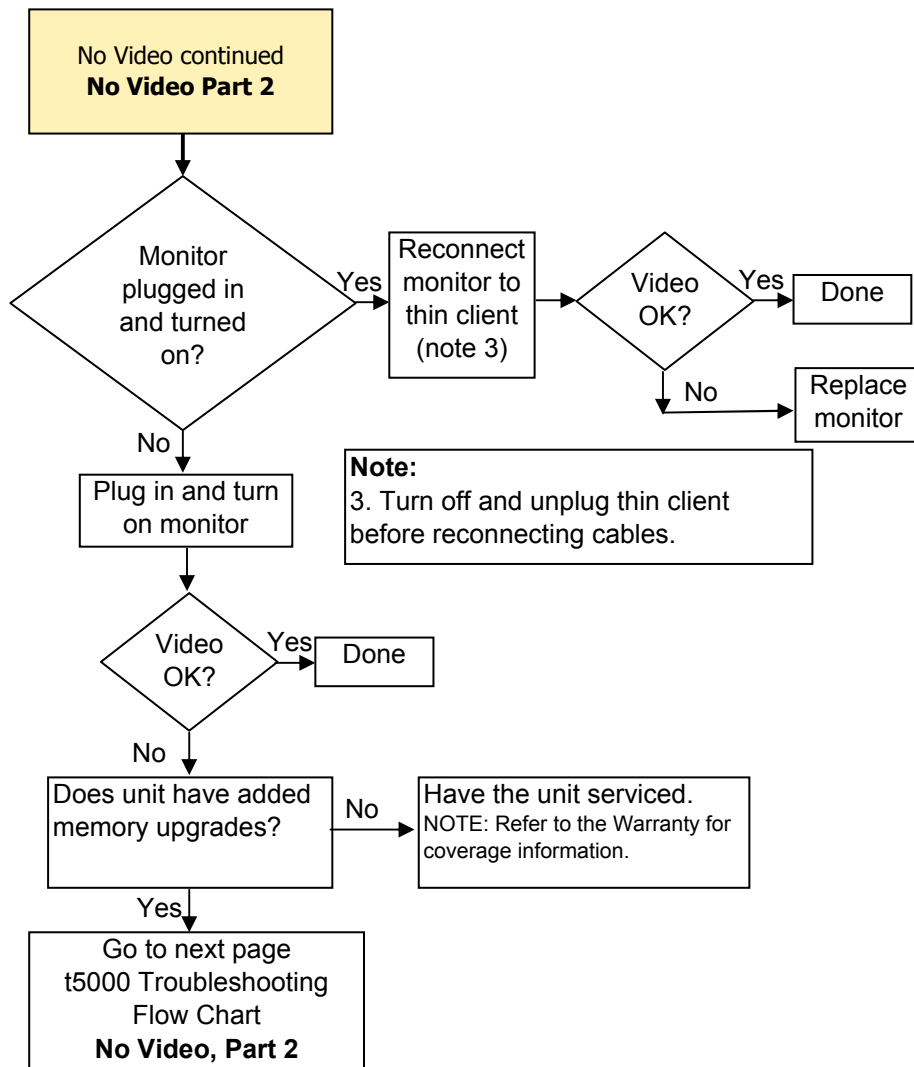 No Video continued
No Video Part 2
Monitor
plugged in
and turned
on?
Yes
Reconnect
monitor to
thin client
(note 3)
Video
OK?
Yes
Done
No
Replace
monitor
No
Plug in and turn
on monitor
Note:
3. Turn off and unplug thin client
before reconnecting cables.
Video
OK?
Yes
Done
No
Does unit have added
memory upgrades?
No
Have the unit serviced.
NOTE: Refer to the Warranty for
coverage information.
Yes
Go to next page
t5000 Troubleshooting
Flow Chart
No Video, Part 2